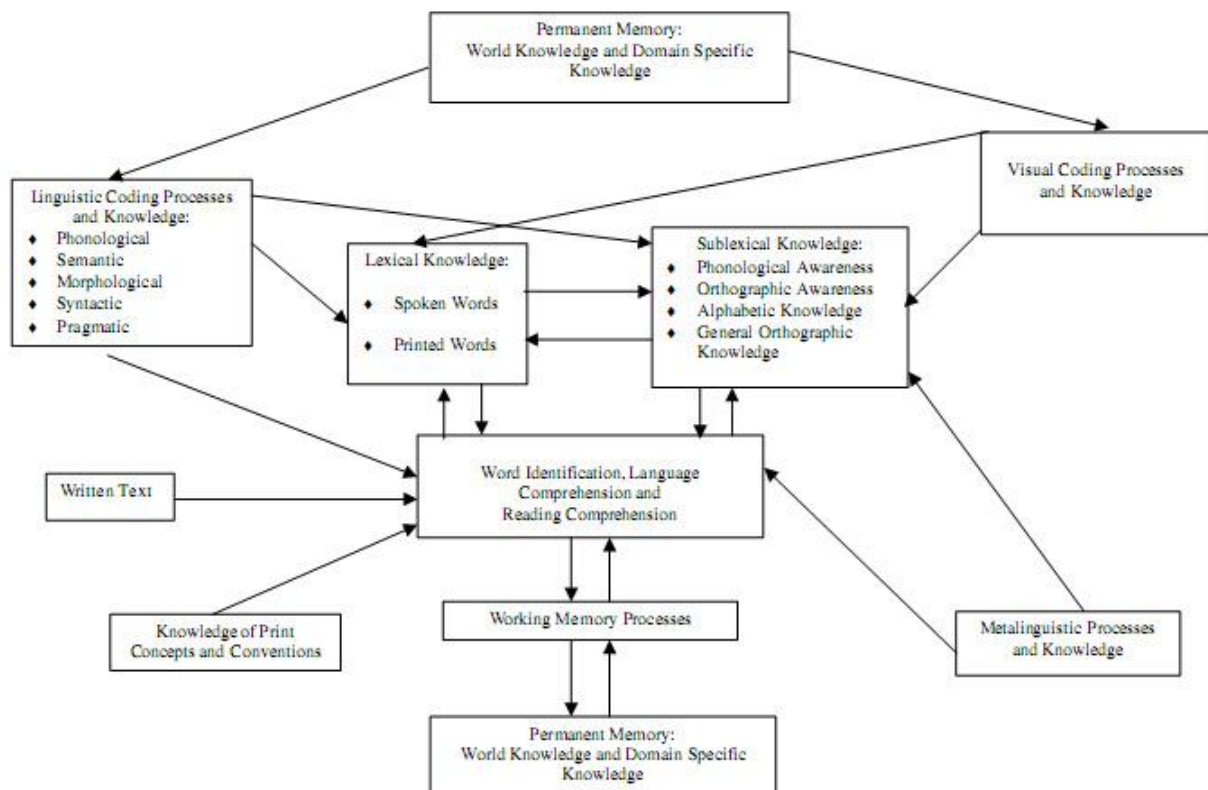 Permanent Memory:
World Knowledge and Domain Specific
Knowledge
Visual Coding Processes
and Knowledge
Linguistic Coding Processes
and Knowledge:
♦ Phonological
♦ Semantic
♦ Morphological
♦ Syntactic
♦ Pragmatic
Lexical Knowledge:
♦ Spoken Words
♦ Printed Words
Sublexical Knowledge:
♦ Phonological Awareness
♦ Orthographic Awareness
♦ Alphabetic Knowledge
♦ General Orthographic
Knowledge
Word Identification, Language
Comprehension and
Reading Comprehension
Written Text
Knowledge of Print
Concepts and Conventions
Working Memory Processes
Metalinguistic Processes
and Knowledge
Permanent Memory:
World Knowledge and Domain Specific
Knowledge